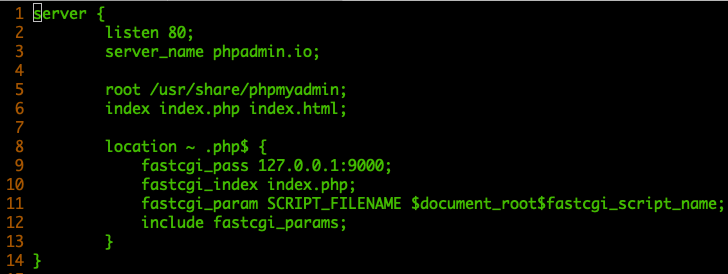 1 server {
2 listen 80;
3 server_name phpadmin.io;
4
5 root /usr/share/phpmyadmin;
6 index index.php index.html;
7
8 location ~ .php$ {
9 fastcgi_pass 127.0.0.1:9000;
10 fastcgi_index index.php;
11 fastcgi_param SCRIPT_FILENAME $document_root$fastcgi_script_name;
12 include fastcgi_params;
13 }
14 }